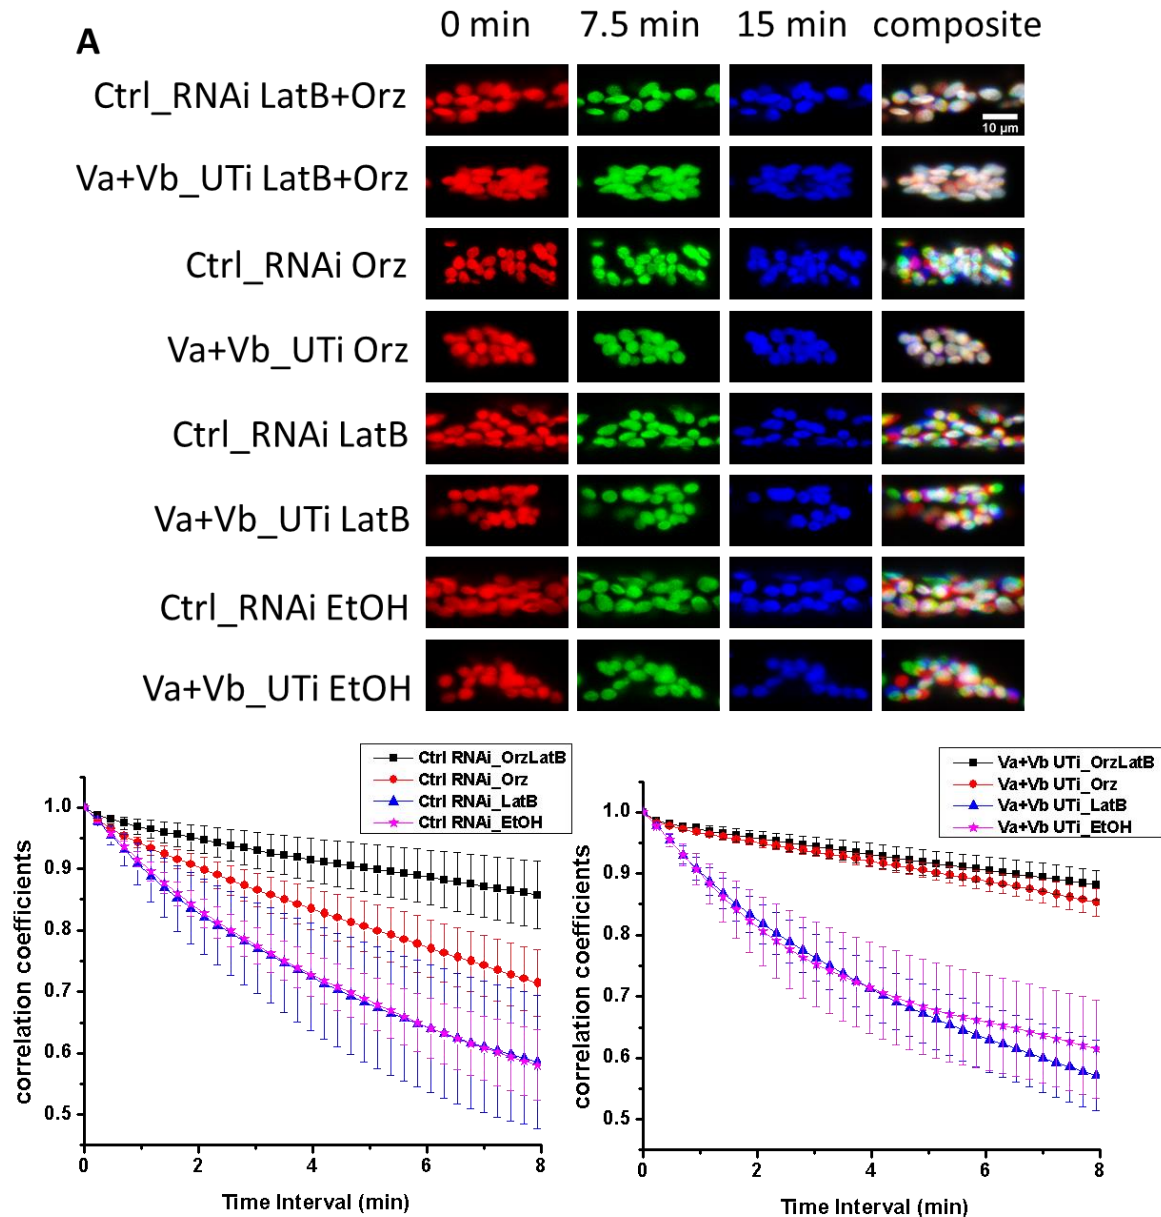 A
0 min 7.5 min 15 min composite
Ctrl_RNAi LatB+Orz
10 µm
Va+Vb_UTi LatB+Orz
Ctrl_RNAi Orz
Va+Vb_UTi Orz
Ctrl_RNAi LatB
Va+Vb_UTi LatB
Ctrl_RNAi EtOH
Va+Vb_UTi EtOH
Ctrl RNAi_OrzLatB
Ctrl RNAi_Orz
Ctrl RNAi_LatB
Ctrl RNAi_EtOH
correlation coefficients
1.0
0.9
0.8
0.7
0.6
0.5
0 2 4 6 8
Time Interval (min)
Va+Vb UTi_OrzLatB
Va+Vb UTi_Orz
Va+Vb UTi_LatB
Va+Vb UTi_EtOH
correlation coefficients
1.0
0.9
0.8
0.7
0.6
0.5
0 2 4 6 8
Time Interval (min)